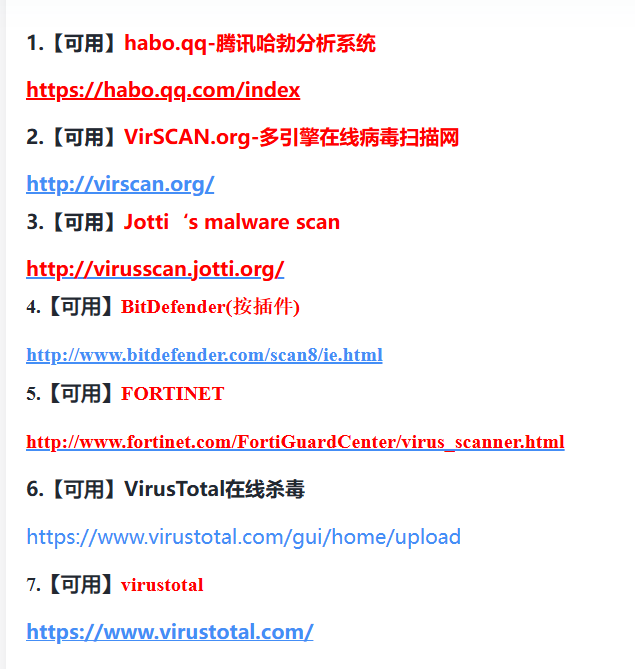 1.【可用】habo.qq-腾讯哈勃分析系统
https://habo.qq.com/index
2.【可用】VirSCAN.org-多引擎在线病毒扫描网
http://virscan.org/
3.【可用】Jotti‘s malware scan
http://virusscan.jotti.org/
4.【可用】BitDefender(按插件)
http://www.bitdefender.com/scan8/ie.html
5.【可用】FORTINET
http://www.fortinet.com/FortiGuardCenter/virus_scanner.html
6.【可用】VirusTotal在线杀毒
https://www.virustotal.com/gui/home/upload
7.【可用】virustotal
https://www.virustotal.com/